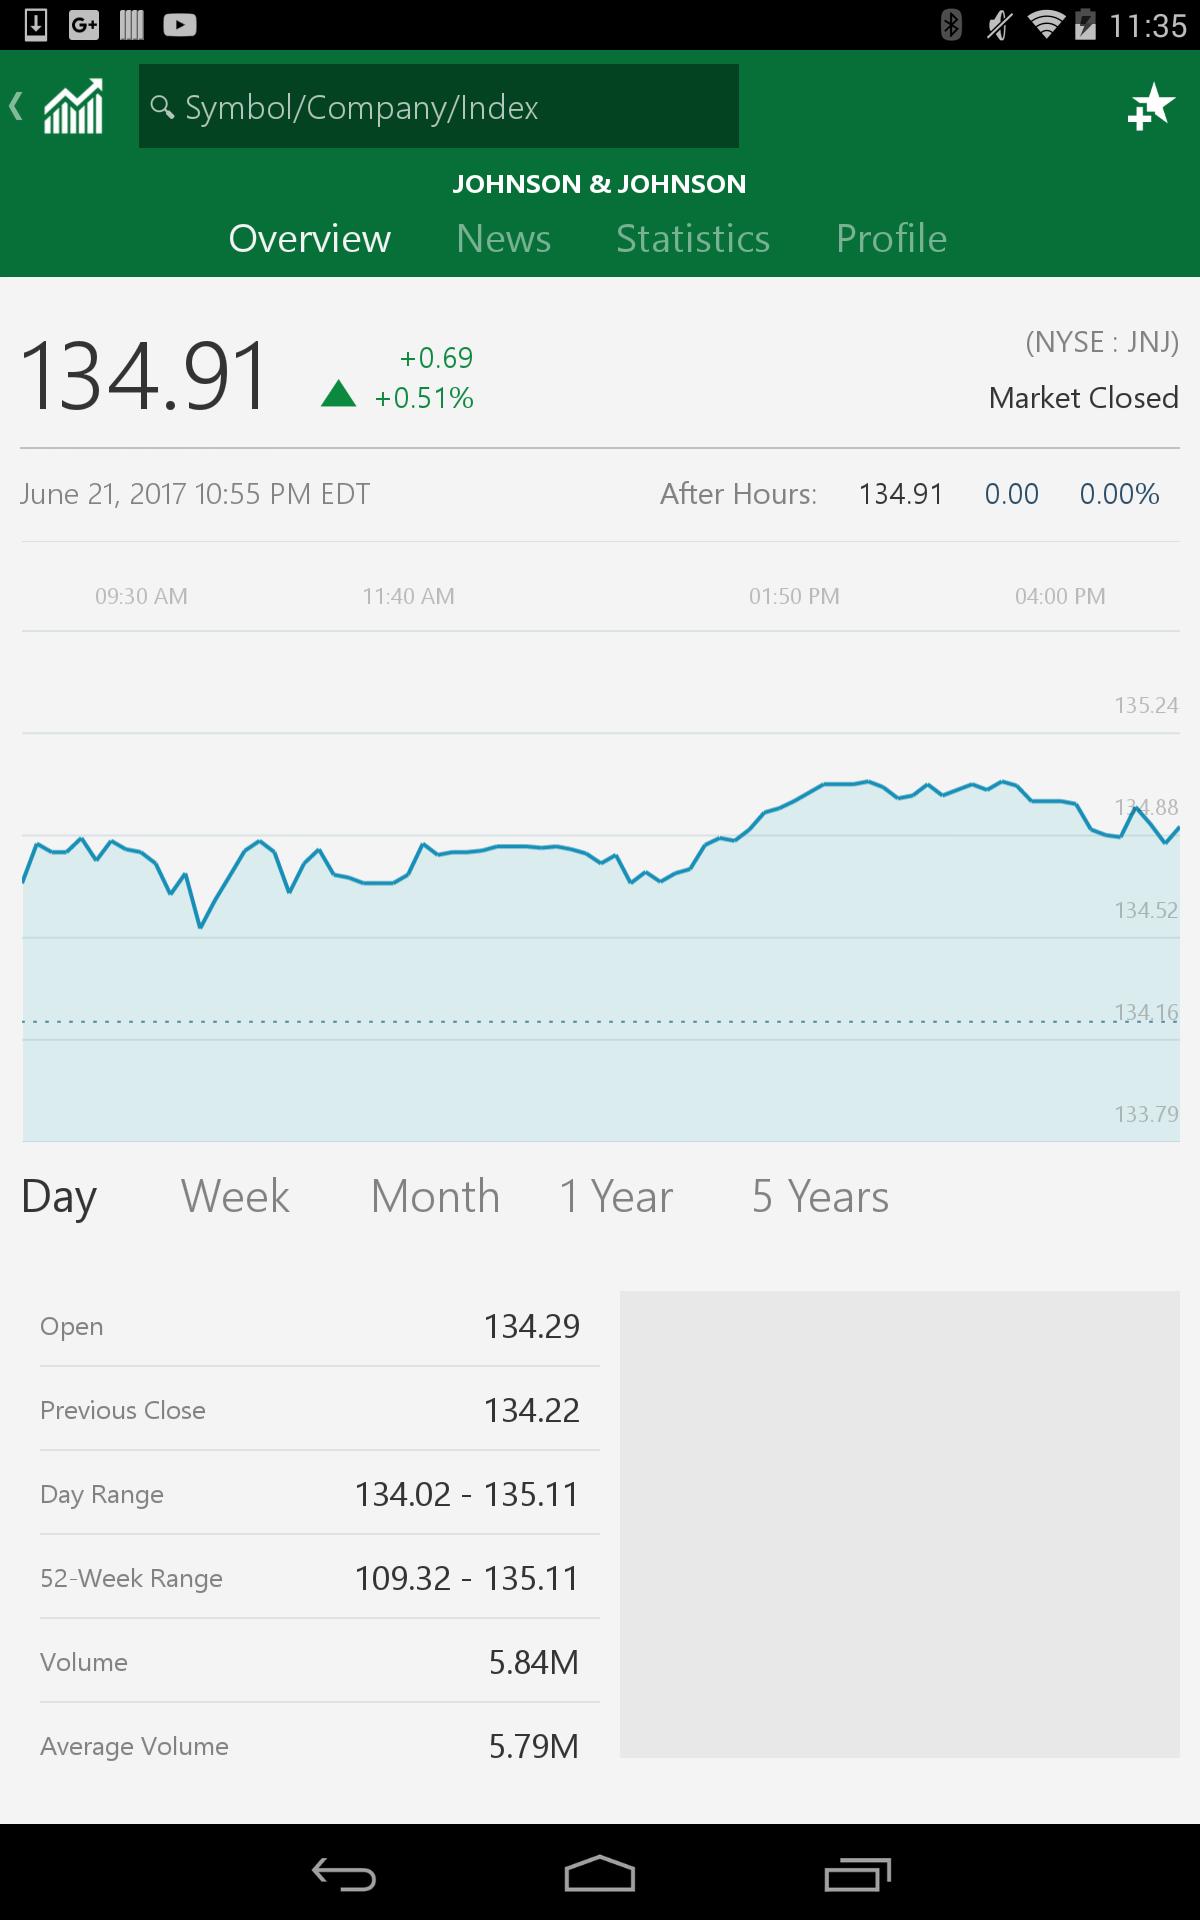 G+ 11:35
Symbol/Company/Index
JOHNSON & JOHNSON
Overview News Statistics Profile
134.91 +0.69 (NYSE : JNJ)
+0.51% Market Closed
June 21, 2017 10:55 PM EDT After Hours: 134.91 0.00 0.00%
09:30 AM 11:40 AM 01:50 PM 04:00 PM
135.24
134.88
134.52
134.16
133.79
Day Week Month 1 Year 5 Years
Open 134.29
Previous Close 134.22
Day Range 134.02 - 135.11
52-Week Range 109.32 - 135.11
Volume 5.84M
Average Volume 5.79M